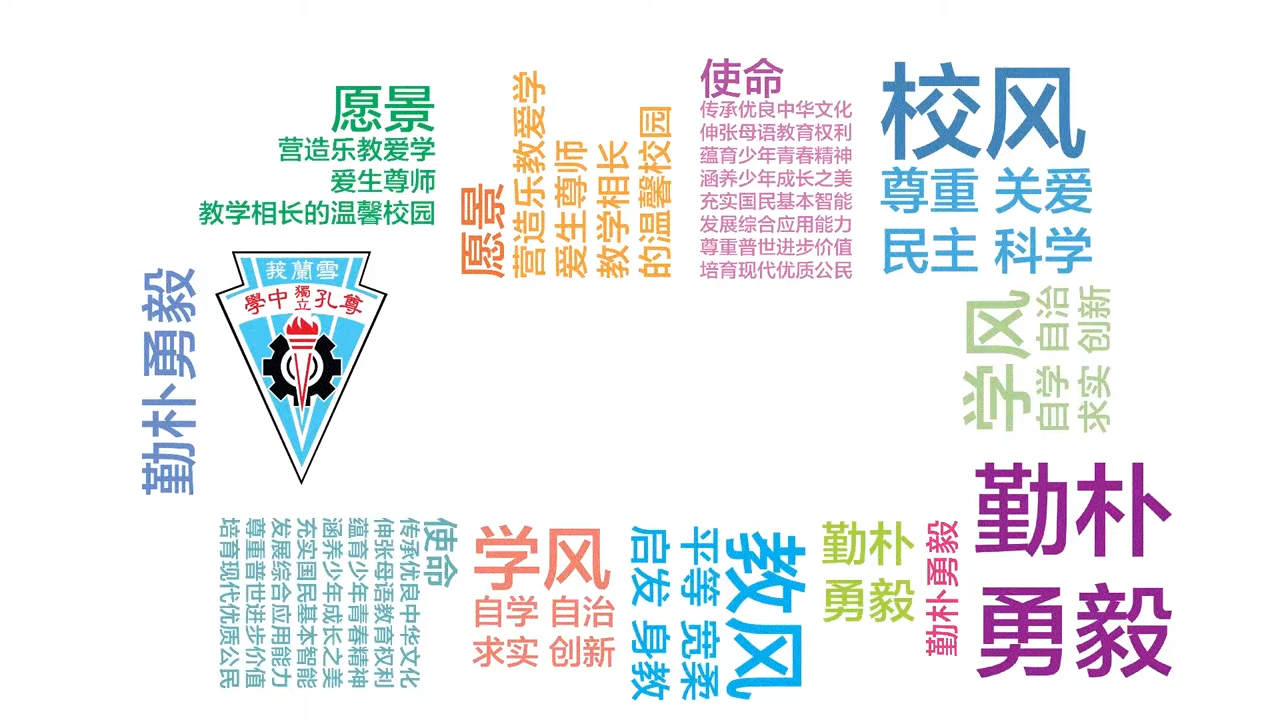 愿景
营造乐教爱学
爱生尊师
教学相长的温馨校园
愿景
营造乐教爱学
爱生尊师
教学相长
的温馨校园
使命
传承优良中华文化
伸张母语教育权利
蕴育少年青春精神
涵养少年成长之美
充实国民基本智能
发展综合应用能力
尊重普世进步价值
培育现代优质公民
校风
尊重 关爱
民主 科学
勤朴勇毅
莪蘭雪
學中立獨孔尊
学风
自学 自治
求实 创新
使命
传承优良中华文化
伸张母语教育权利
蕴育少年青春精神
涵养少年成长之美
充实国民基本智能
发展综合应用能力
尊重普世进步价值
培育现代优质公民
学风
自学 自治
求实 创新
教风
平等 宽柔
启发 身教
勤朴
勇毅
勤朴勇毅
勤朴
勇毅